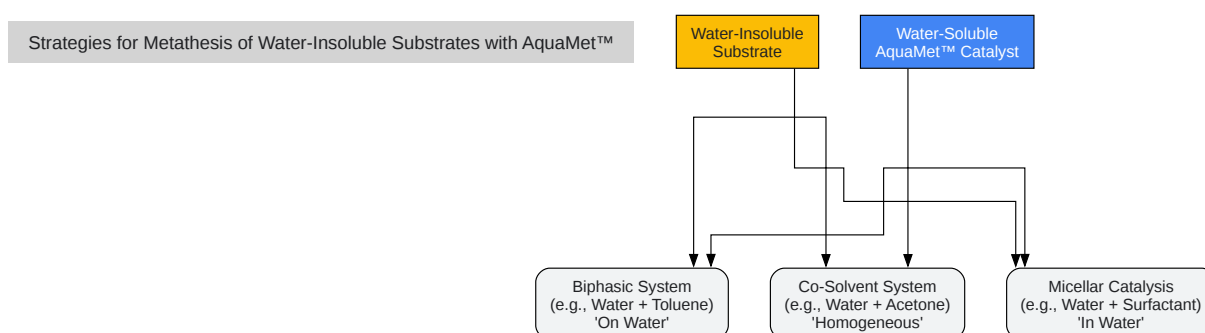 Strategies for Metathesis of Water-Insoluble Substrates with AquaMet™
Water-Insoluble
Substrate
Water-Soluble
AquaMet™ Catalyst
Biphasic System
(e.g., Water + Toluene)
'On Water'
Co-Solvent System
(e.g., Water + Acetone)
'Homogeneous'
Micellar Catalysis
(e.g., Water + Surfactant)
'In Water'